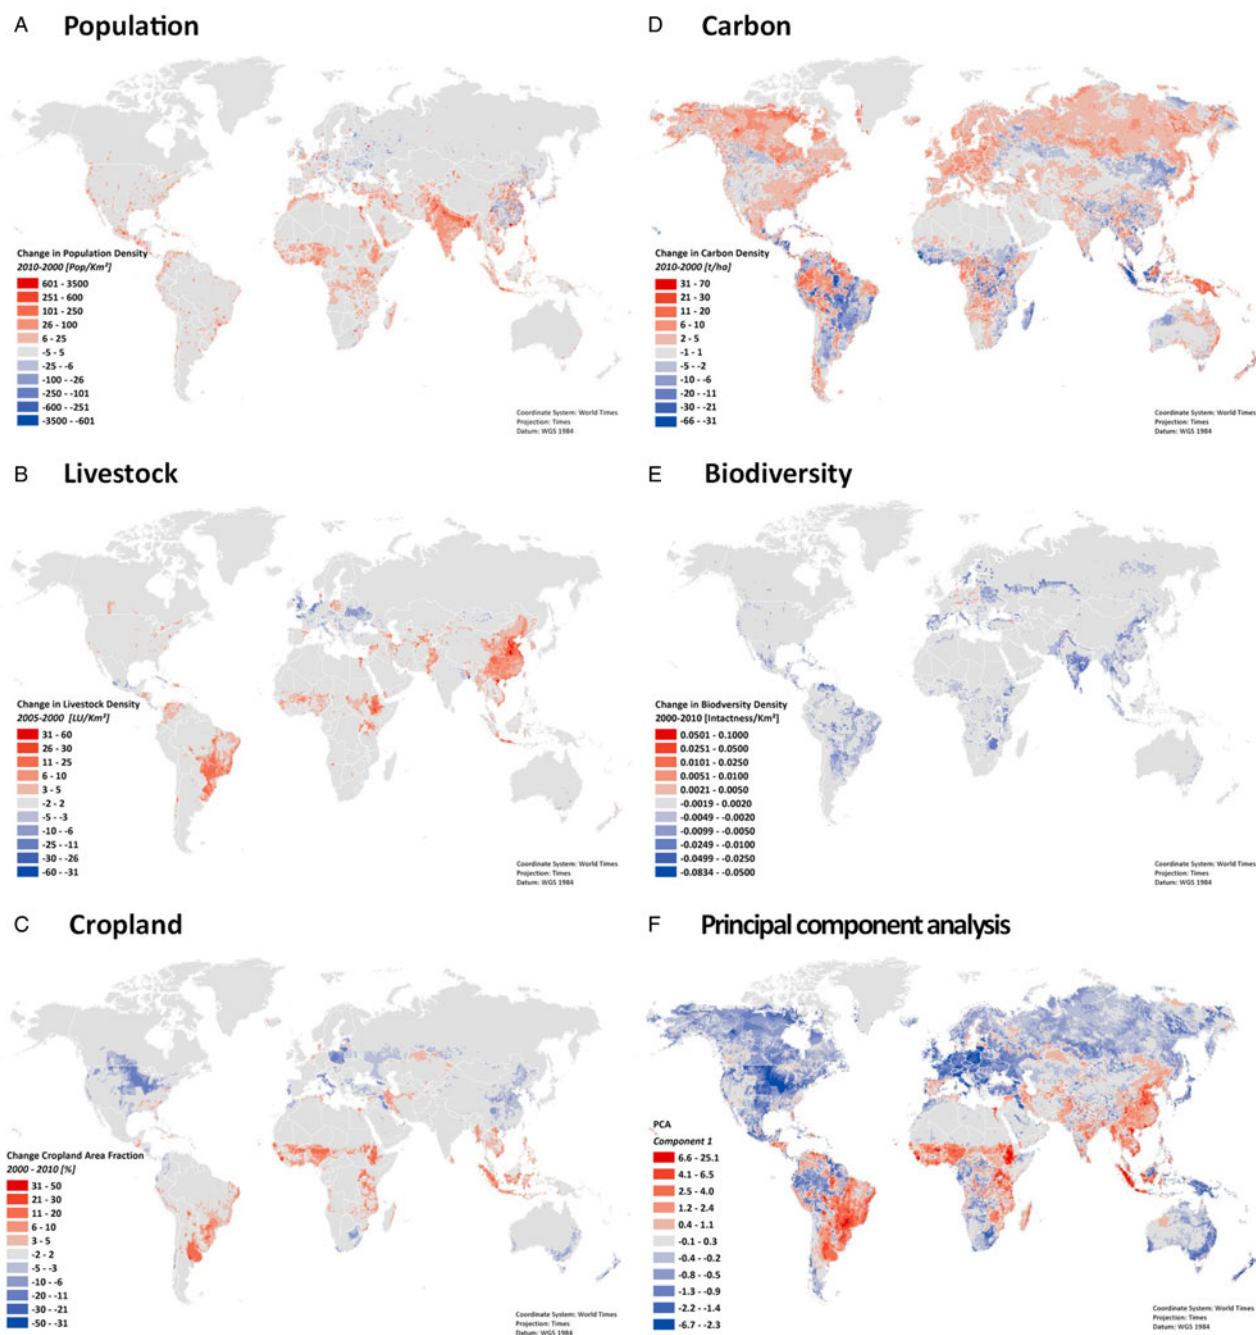 A Population
Change in Population Density
2010-2000 [Pop/Km²]
601 - 3500
251 - 600
101 - 250
26 - 100
6 - 25
-5 - 5
-25 - -6
-100 - -26
-250 - -101
-600 - -251
-3500 - -601
Coordinate System: World Times
Projection: Times
Datum: WGS 1984
B Livestock
Change in Livestock Density
2005-2000 [LU/Km²]
31 - 60
26 - 30
11 - 25
6 - 10
3 - 5
-2 - 2
-5 - -3
-10 - -6
-25 - -11
-30 - -26
-60 - -31
Coordinate System: World Times
Projection: Times
Datum: WGS 1984
C Cropland
Change Cropland Area Fraction
2000 - 2010 [%]
31 - 50
21 - 30
11 - 20
6 - 10
3 - 5
-2 - 2
-5 - -3
-10 - -6
-20 - -11
-30 - -21
-50 - -31
Coordinate System: World Times
Projection: Times
Datum: WGS 1984
D Carbon
Change in Carbon Density
2010-2000 [t/ha]
31 - 70
21 - 30
11 - 20
6 - 10
2 - 5
-1 - 1
-5 - -2
-10 - -6
-20 - -11
-30 - -21
-66 - -31
Coordinate System: World Times
Projection: Times
Datum: WGS 1984
E Biodiversity
Change in Biodiversity Density
2000-2010 [Intactness/Km²]
0.0501 - 0.1000
0.0251 - 0.0500
0.0101 - 0.0250
0.0051 - 0.0100
0.0021 - 0.0050
-0.0019 - 0.0020
-0.0049 - -0.0020
-0.0099 - -0.0050
-0.0249 - -0.0100
-0.0499 - -0.0250
-0.0834 - -0.0500
Coordinate System: World Times
Projection: Times
Datum: WGS 1984
F Principal component analysis
PCA
Component 1
6.6 - 25.1
4.1 - 6.5
2.5 - 4.0
1.2 - 2.4
0.4 - 1.1
-0.1 - 0.3
-0.4 - -0.2
-0.8 - -0.5
-1.3 - -0.9
-2.2 - -1.4
-6.7 - -2.3
Coordinate System: World Times
Projection: Times
Datum: WGS 1984